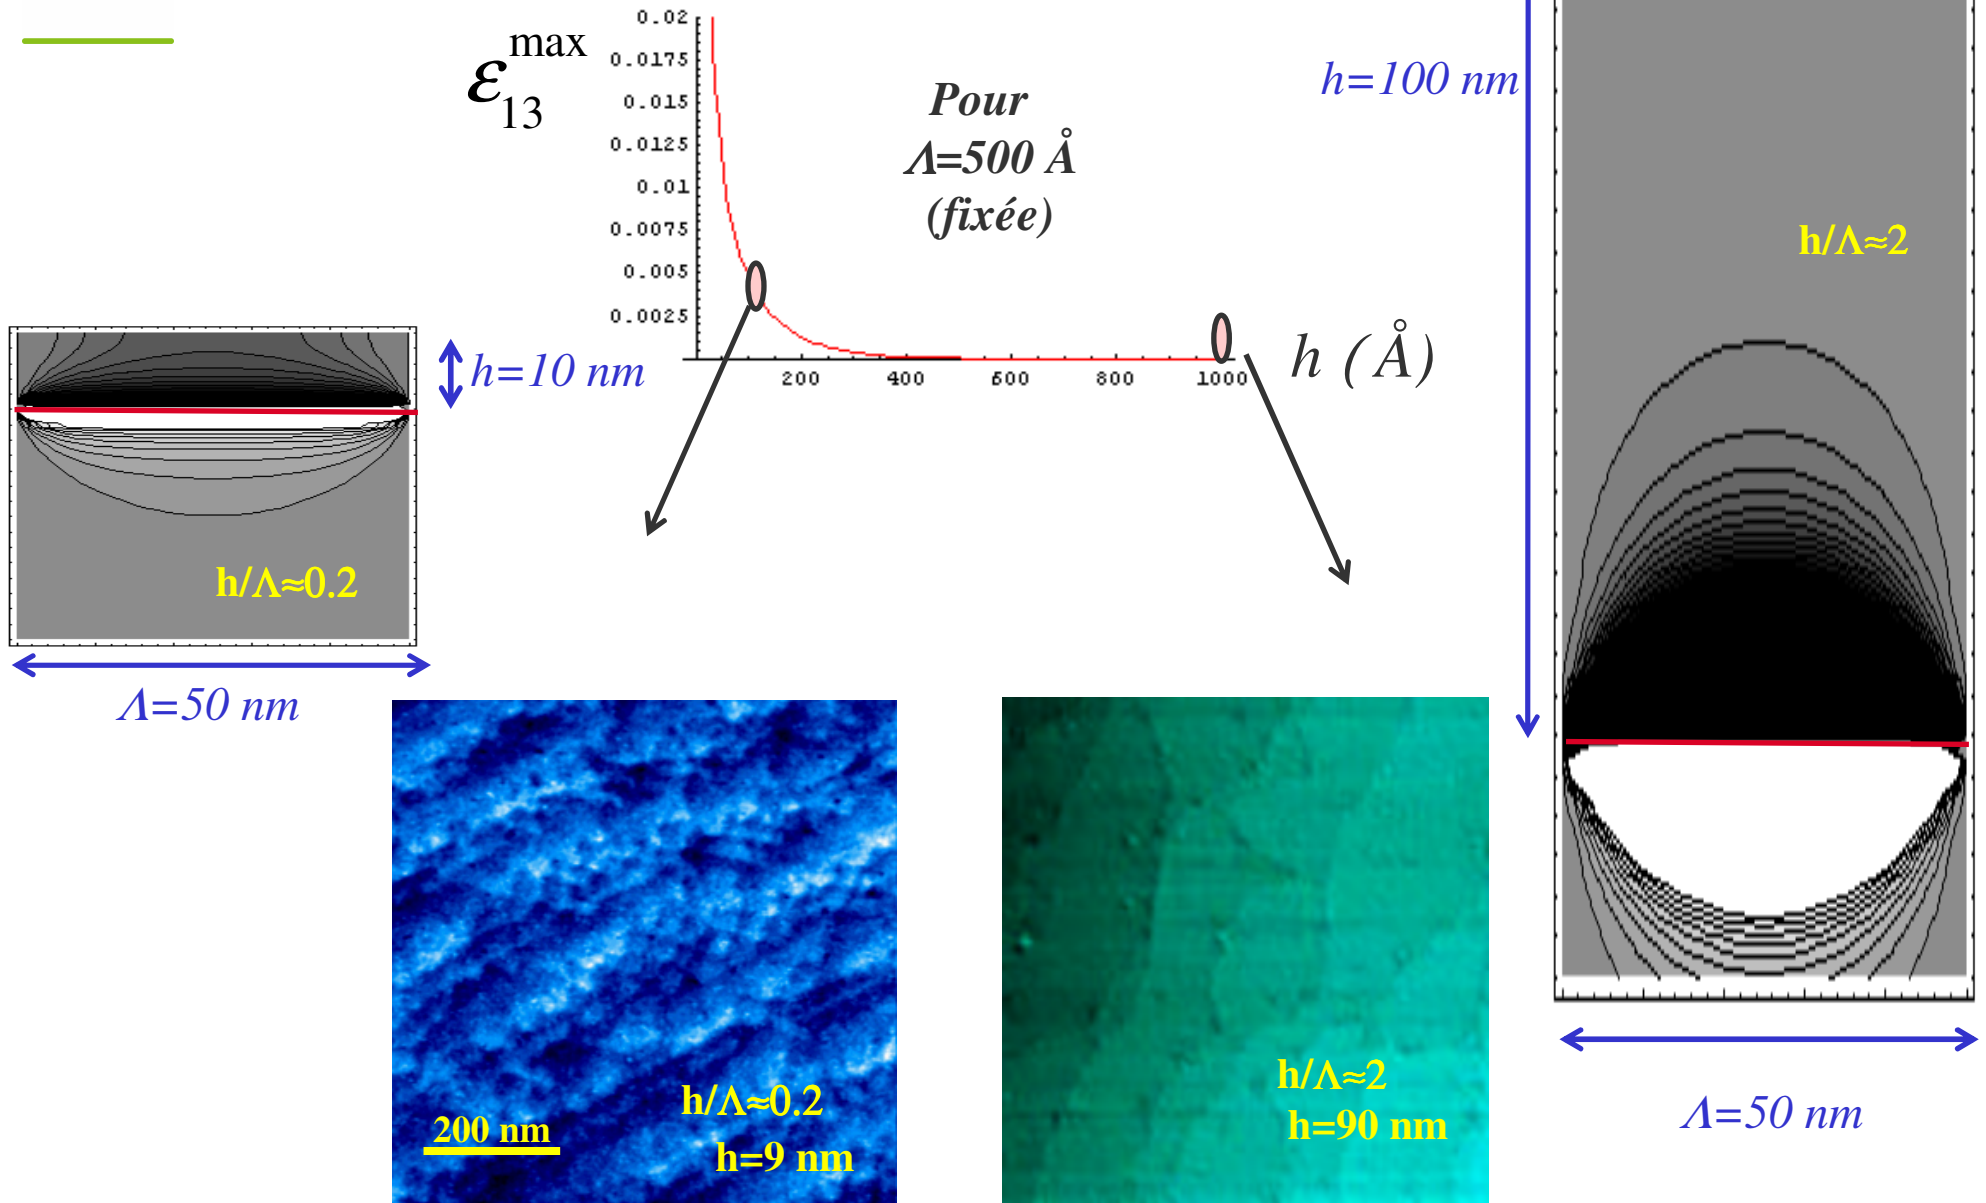 ε13max
0.02
0.0175
0.015
0.0125
0.01
0.0075
0.005
0.0025
200
400
600
800
1000
h (Å)
Pour
Λ=500 Å
(fixée)
h=100 nm
h/Λ≈2
h=10 nm
h/Λ≈0.2
Λ=50 nm
h/Λ≈0.2
200 nm
h=9 nm
h/Λ≈2
h=90 nm
Λ=50 nm